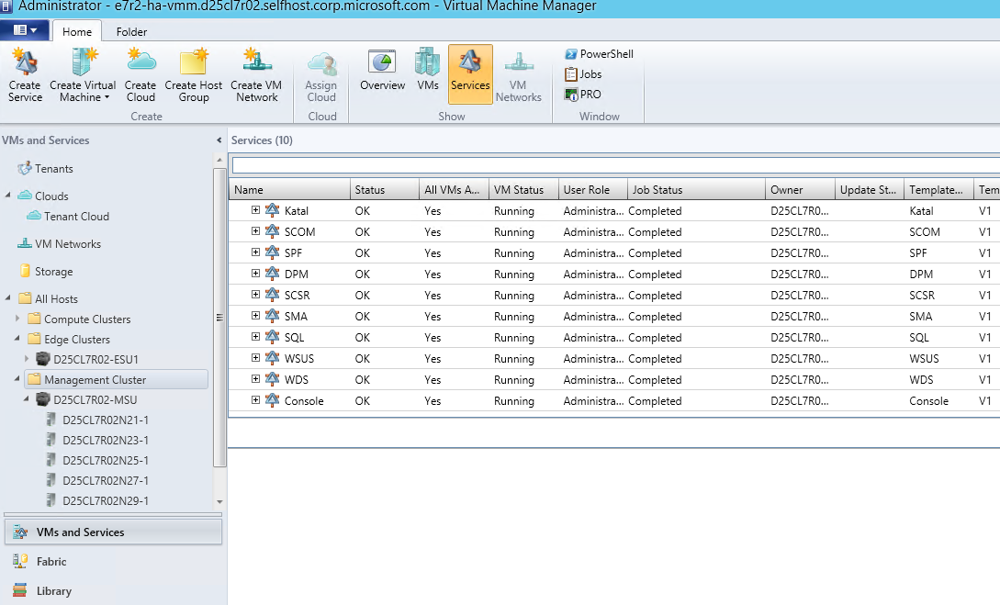 Administrator - e7r2-ha-vmm.d25cl7r02.selfhost.corp.microsoft.com - Virtual Machine Manager
Home Folder
Create Service
Create Virtual Machine
Create Cloud
Create Host Group
Create VM Network
Assign Cloud
Overview
VMs
Services
VM Networks
PowerShell
Jobs
PRO
Create Cloud Show Window
VMs and Services
Tenants
Clouds
Tenant Cloud
VM Networks
Storage
All Hosts
Compute Clusters
Edge Clusters
D25CL7R02-ESU1
Management Cluster
D25CL7R02-MSU
D25CL7R02N21-1
D25CL7R02N23-1
D25CL7R02N25-1
D25CL7R02N27-1
D25CL7R02N29-1
VMs and Services
Fabric
Library
Services (10)
Name Status All VMs A... VM Status User Role Job Status Owner Update St... Template... Tem
Katal OK Yes Running Administra... Completed D25CL7R0... Katal V1
SCOM OK Yes Running Administra... Completed D25CL7R0... SCOM V1
SPF OK Yes Running Administra... Completed D25CL7R0... SPF V1
DPM OK Yes Running Administra... Completed D25CL7R0... DPM V1
SCSR OK Yes Running Administra... Completed D25CL7R0... SCSR V1
SMA OK Yes Running Administra... Completed D25CL7R0... SMA V1
SQL OK Yes Running Administra... Completed D25CL7R0... SQL V1
WSUS OK Yes Running Administra... Completed D25CL7R0... WSUS V1
WDS OK Yes Running Administra... Completed D25CL7R0... WDS V1
Console OK Yes Running Administra... Completed D25CL7R0... Console V1